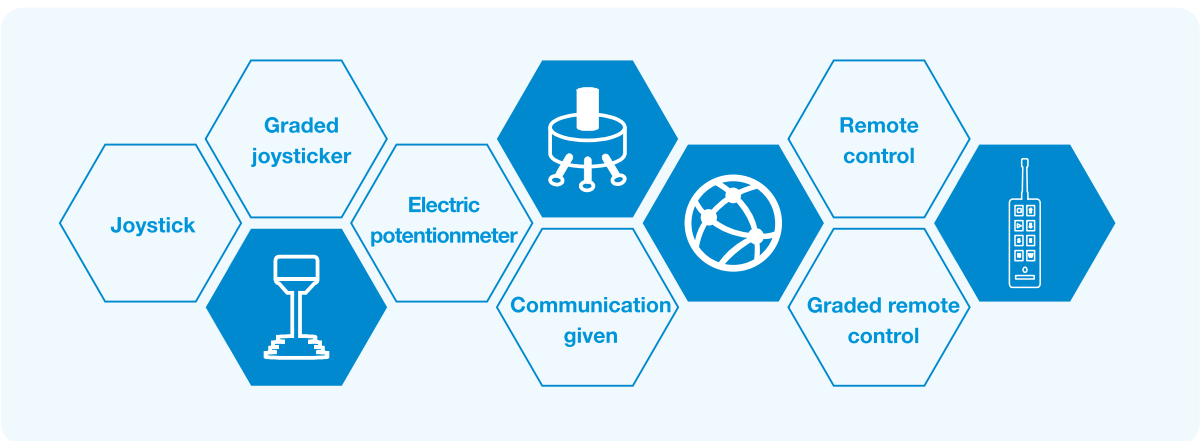 Joystick
Graded
joysticker
Electric
potentionmeter
Communication
given
Remote
control
Graded remote
control